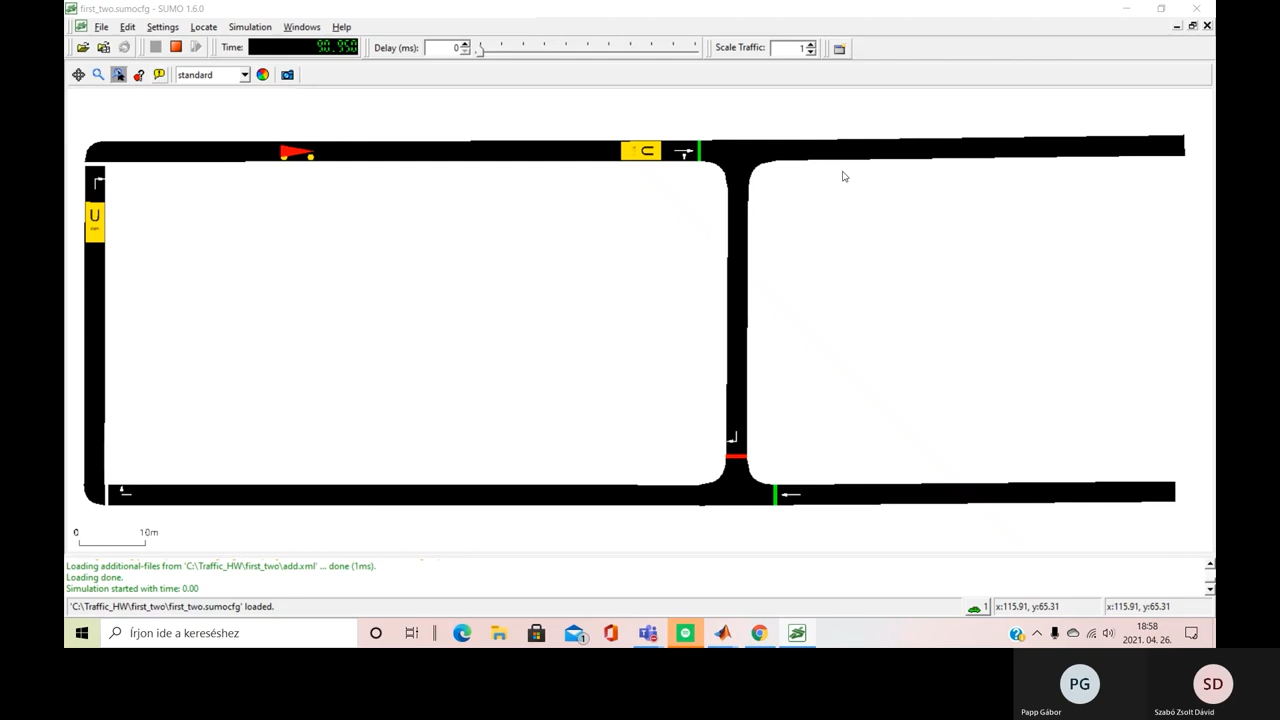 first_two.sumocfg - SUMO 1.6.0
File Edit Settings Locate Simulation Windows Help
Time: 90.950 Delay (ms): 0 Scale Traffic: 1
standard
U
U
0 10m
Loading additional-files from 'C:\Traffic_HW\first_two\add.xml' ... done (1ms).
Loading done.
Simulation started with time: 0.00
'C:\Traffic_HW\first_two\first_two.sumocfg' loaded. 1 x:115.91, y:65.31 x:115.91, y:65.31
Írjon ide a kereséshez
18:58
2021. 04. 26.
PG SD
Papp Gábor Szabó Zsolt Dávid